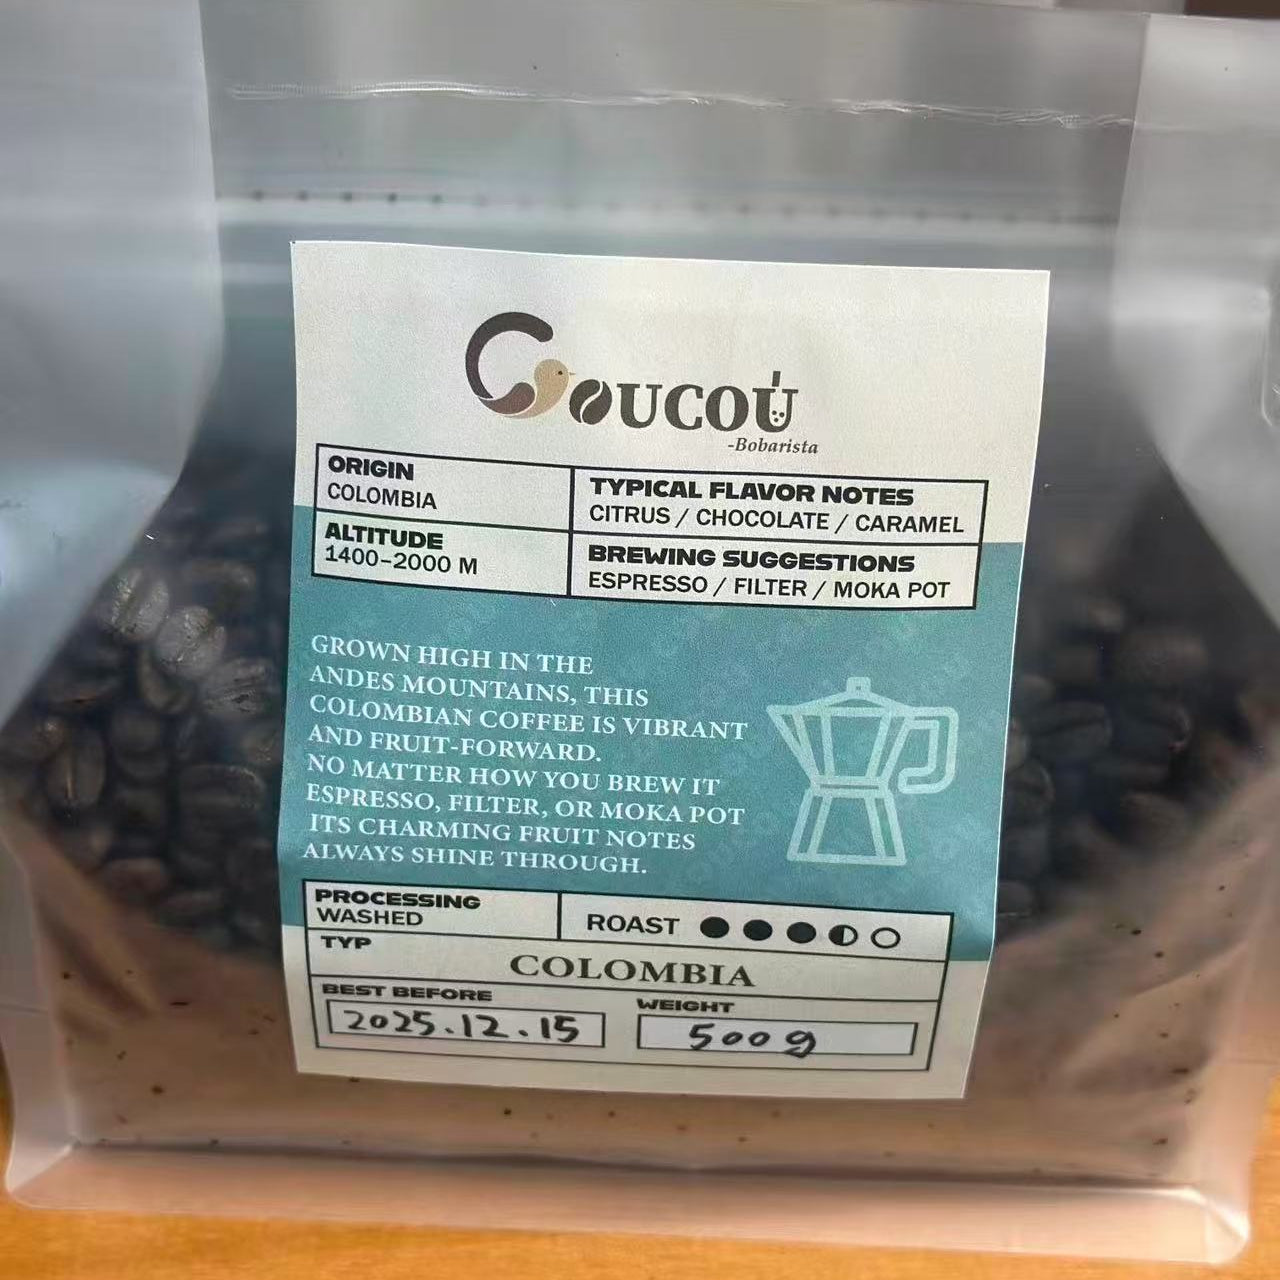 Coucou
-Bobarista
ORIGIN
COLOMBIA
TYPICAL FLAVOR NOTES
CITRUS / CHOCOLATE / CARAMEL
ALTITUDE
1400–2000 M
BREWING SUGGESTIONS
ESPRESSO / FILTER / MOKA POT
GROWN HIGH IN THE
ANDES MOUNTAINS, THIS
COLOMBIAN COFFEE IS VIBRANT
AND FRUIT-FORWARD.
NO MATTER HOW YOU BREW IT
ESPRESSO, FILTER, OR MOKA POT
ITS CHARMING FRUIT NOTES
ALWAYS SHINE THROUGH.
PROCESSING
WASHED
ROAST
TYP
COLOMBIA
BEST BEFORE
2025.12.15
WEIGHT
500g